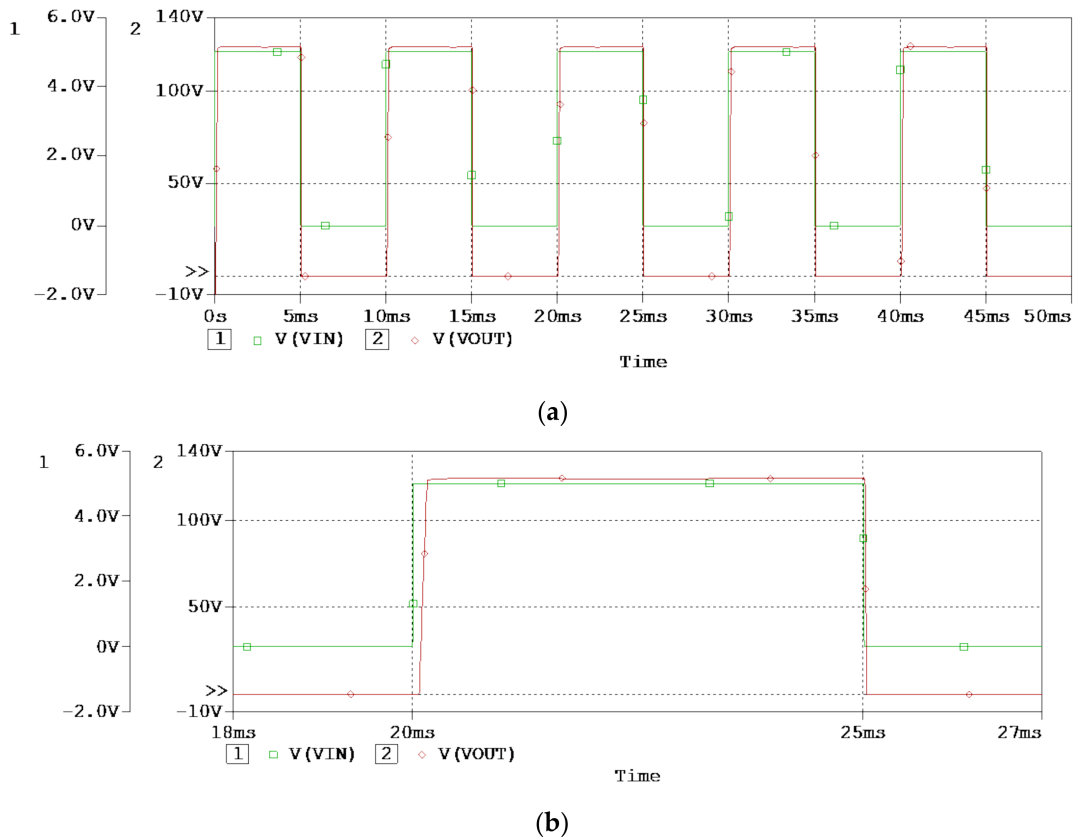 1 6.0V 2 140V
4.0V 100V
2.0V 50V
0V
>>
-2.0V -10V
0s 5ms 10ms 15ms 20ms 25ms 30ms 35ms 40ms 45ms 50ms
1 V(VIN) 2 V(VOUT)
Time
(a)
1 6.0V 2 140V
4.0V 100V
2.0V 50V
0V
>>
-2.0V -10V
18ms 20ms 25ms 27ms
1 V(VIN) 2 V(VOUT)
Time
(b)